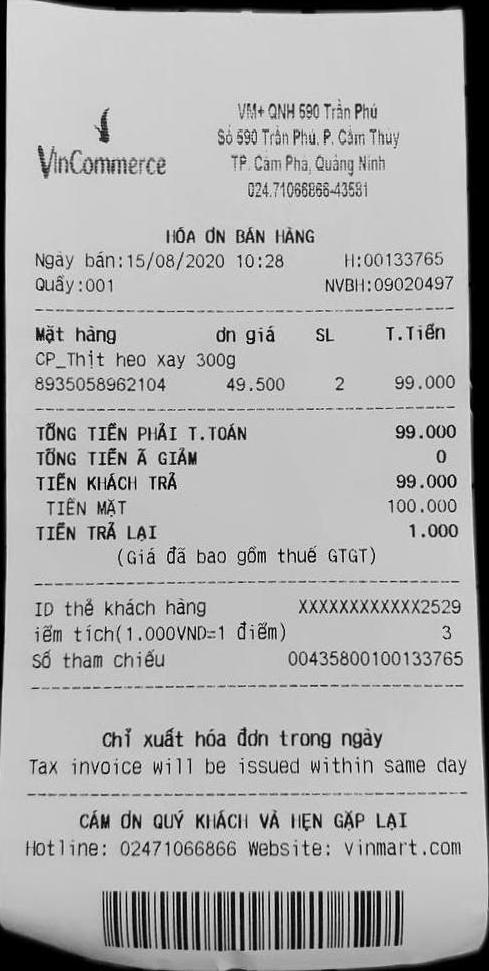 VinCommerce
VM+ QNH 590 Trần Phú
Số 590 Trần Phú, P. Cẩm Thủy
TP. Cẩm Phả, Quảng Ninh
024.71066866-43581
HÓA ƠN BÁN HÀNG
Ngày bán:15/08/2020 10:28 H:00133765
Quầy:001 NVBH:09020497
Mặt hàng ơn giá SL T.Tiền
CP_Thịt heo xay 300g
8935058962104 49.500 2 99.000
TỔNG TIỀN PHẢI T.TOÁN 99.000
TỔNG TIỀN Ã GIẢM 0
TIỀN KHÁCH TRẢ 99.000
TIỀN MẶT 100.000
TIỀN TRẢ LẠI 1.000
(Giá đã bao gồm thuế GTGT)
ID thẻ khách hàng XXXXXXXXXXXX2529
iểm tích(1.000VND=1 điểm) 3
Số tham chiếu 00435800100133765
Chỉ xuất hóa đơn trong ngày
Tax invoice will be issued within same day
CẢM ƠN QUÝ KHÁCH VÀ HẸN GẶP LẠI
Hotline: 02471066866 Website: vinmart.com